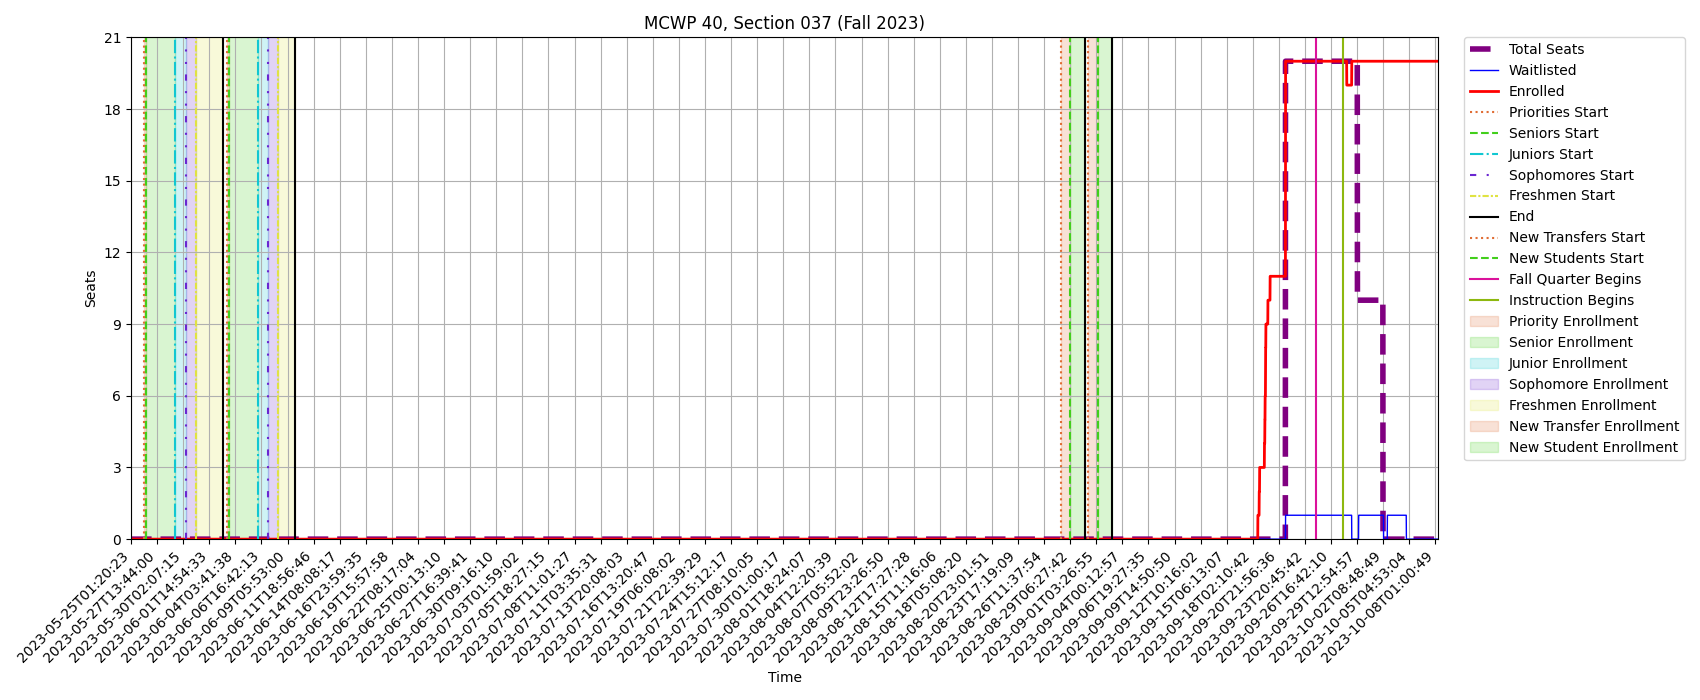 MCWP 40, Section 037 (Fall 2023)
21
18
15
12
9
6
3
0
Seats
2023-05-25T01:20:23
2023-05-27T13:44:00
2023-05-30T02:07:15
2023-06-01T14:54:33
2023-06-04T03:41:38
2023-06-06T16:42:13
2023-06-09T05:53:00
2023-06-11T18:56:46
2023-06-14T08:08:17
2023-06-16T23:59:35
2023-06-19T15:57:58
2023-06-22T08:17:04
2023-06-25T00:13:10
2023-06-27T16:39:41
2023-06-30T09:16:10
2023-07-03T01:59:02
2023-07-05T18:27:15
2023-07-08T11:01:27
2023-07-11T03:35:31
2023-07-13T20:08:03
2023-07-16T13:20:47
2023-07-19T06:08:02
2023-07-21T22:39:29
2023-07-24T15:12:17
2023-07-27T08:10:05
2023-07-30T01:00:17
2023-08-01T18:24:07
2023-08-04T12:20:39
2023-08-07T05:52:02
2023-08-09T23:26:50
2023-08-12T17:27:28
2023-08-15T11:16:06
2023-08-18T05:08:20
2023-08-20T23:01:51
2023-08-23T17:19:09
2023-08-26T11:37:54
2023-08-29T06:27:42
2023-09-01T03:26:55
2023-09-04T00:12:57
2023-09-06T19:27:35
2023-09-09T14:50:50
2023-09-12T10:16:02
2023-09-15T06:13:07
2023-09-18T02:10:42
2023-09-20T21:56:36
2023-09-23T20:45:42
2023-09-26T16:42:10
2023-09-29T12:54:57
2023-10-02T08:48:49
2023-10-05T04:53:04
2023-10-08T01:00:49
Time
Total Seats
Waitlisted
Enrolled
Priorities Start
Seniors Start
Juniors Start
Sophomores Start
Freshmen Start
End
New Transfers Start
New Students Start
Fall Quarter Begins
Instruction Begins
Priority Enrollment
Senior Enrollment
Junior Enrollment
Sophomore Enrollment
Freshmen Enrollment
New Transfer Enrollment
New Student Enrollment